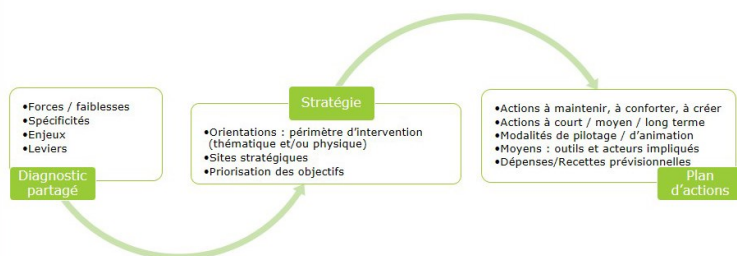 •Forces / faiblesses
•Spécificités
•Enjeux
•Leviers
Diagnostic
partagé
Stratégie
•Orientations : périmètre d'intervention
(thématique et/ou physique)
•Sites stratégiques
•Priorisation des objectifs
•Actions à maintenir, à conforter, à créer
•Actions à court / moyen / long terme
•Modalités de pilotage / d'animation
•Moyens : outils et acteurs impliqués
•Dépenses/Recettes prévisionnelles
Plan
d'actions